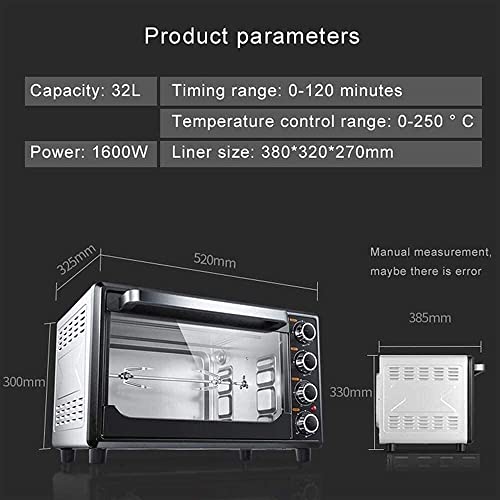 Product parameters
Capacity: 32L
Timing range: 0-120 minutes
Temperature control range: 0-250 ° C
Power: 1600W
Liner size: 380*320*270mm
325mm
520mm
300mm
Manual measurement,
maybe there is error
385mm
330mm